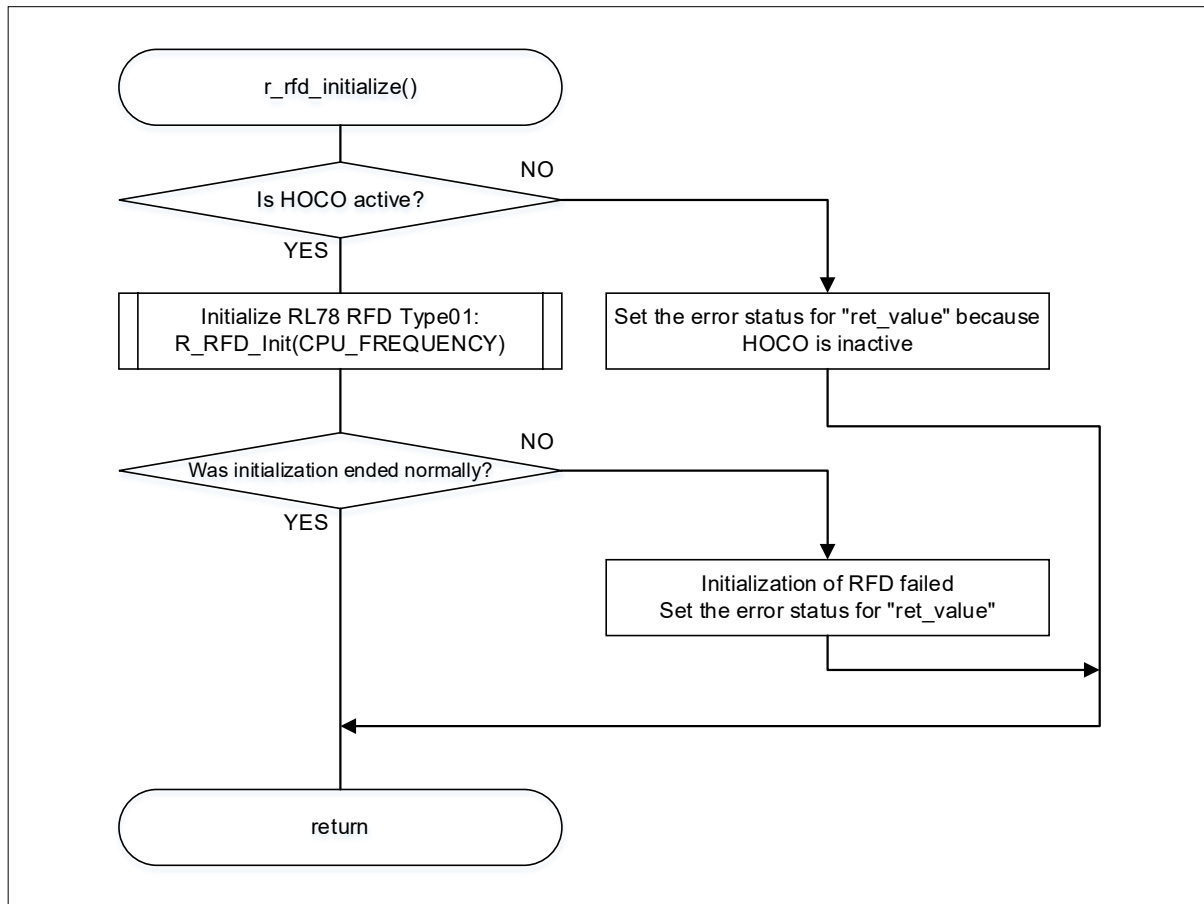 r_rfd_initialize()
NO
Is HOCO active?
YES
Initialize RL78 RFD Type01:
R_RFD_Init(CPU_FREQUENCY)
Set the error status for "ret_value" because
HOCO is inactive
NO
Was initialization ended normally?
YES
Initialization of RFD failed
Set the error status for "ret_value"
return